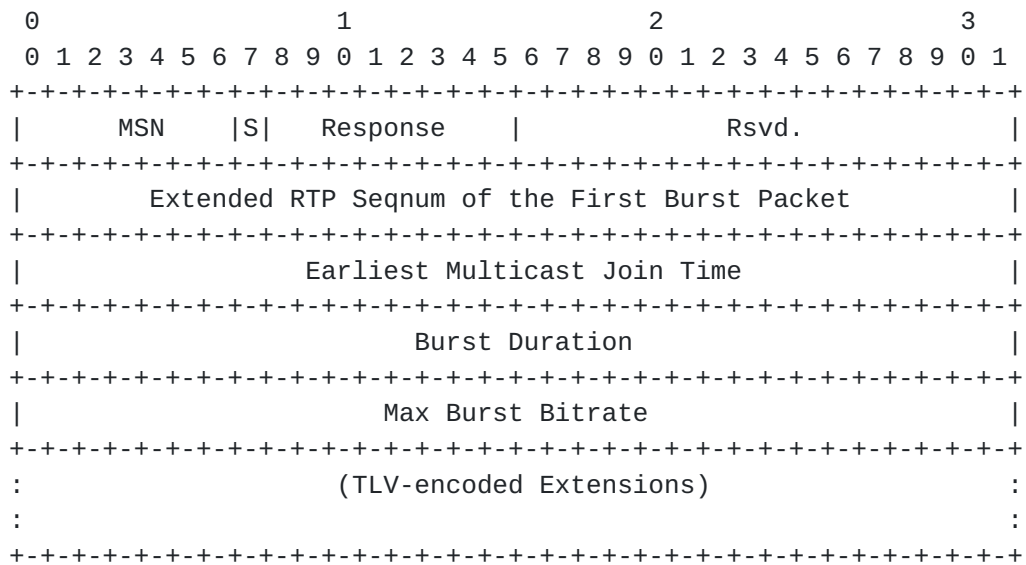 0                   1                   2                   3
 0 1 2 3 4 5 6 7 8 9 0 1 2 3 4 5 6 7 8 9 0 1 2 3 4 5 6 7 8 9 0 1
+-+-+-+-+-+-+-+-+-+-+-+-+-+-+-+-+-+-+-+-+-+-+-+-+-+-+-+-+-+-+-+-+
|      MSN    |S|   Response    |             Rsvd.             |
+-+-+-+-+-+-+-+-+-+-+-+-+-+-+-+-+-+-+-+-+-+-+-+-+-+-+-+-+-+-+-+-+
|        Extended RTP Seqnum of the First Burst Packet          |
+-+-+-+-+-+-+-+-+-+-+-+-+-+-+-+-+-+-+-+-+-+-+-+-+-+-+-+-+-+-+-+-+
|                  Earliest Multicast Join Time                 |
+-+-+-+-+-+-+-+-+-+-+-+-+-+-+-+-+-+-+-+-+-+-+-+-+-+-+-+-+-+-+-+-+
|                         Burst Duration                        |
+-+-+-+-+-+-+-+-+-+-+-+-+-+-+-+-+-+-+-+-+-+-+-+-+-+-+-+-+-+-+-+-+
|                       Max Burst Bitrate                       |
+-+-+-+-+-+-+-+-+-+-+-+-+-+-+-+-+-+-+-+-+-+-+-+-+-+-+-+-+-+-+-+-+
:                    (TLV-encoded Extensions)                   :
:                                                               :
+-+-+-+-+-+-+-+-+-+-+-+-+-+-+-+-+-+-+-+-+-+-+-+-+-+-+-+-+-+-+-+-+